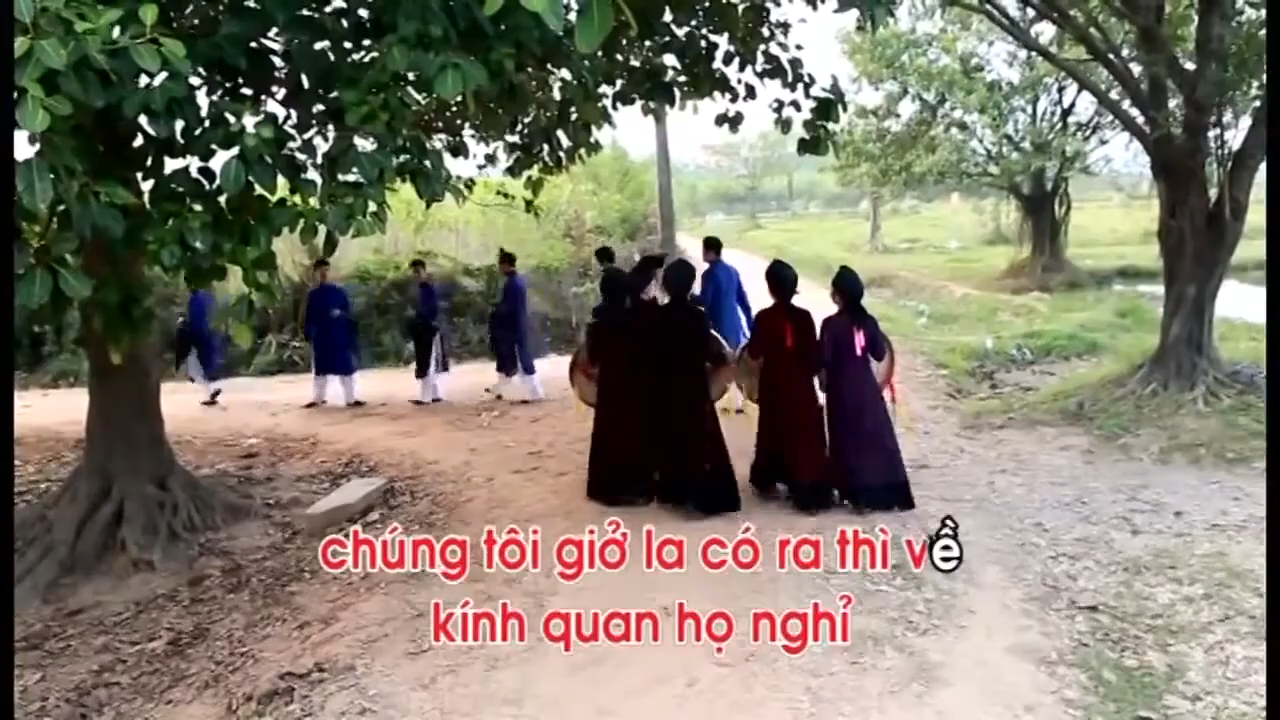 chúng tôi giở la có ra thì về
kính quan họ nghỉ